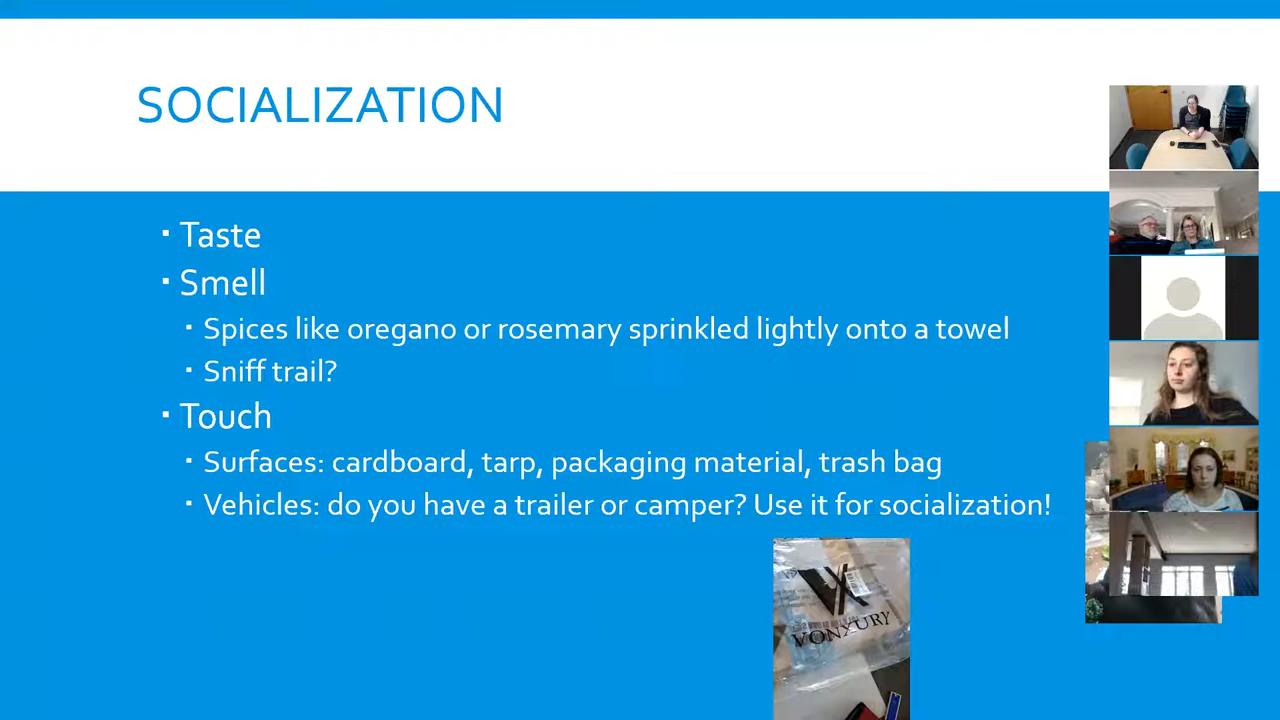 SOCIALIZATION
▪ Taste
▪ Smell
▪ Spices like oregano or rosemary sprinkled lightly onto a towel
▪ Sniff trail?
▪ Touch
▪ Surfaces: cardboard, tarp, packaging material, trash bag
▪ Vehicles: do you have a trailer or camper? Use it for socialization!
VONXURY